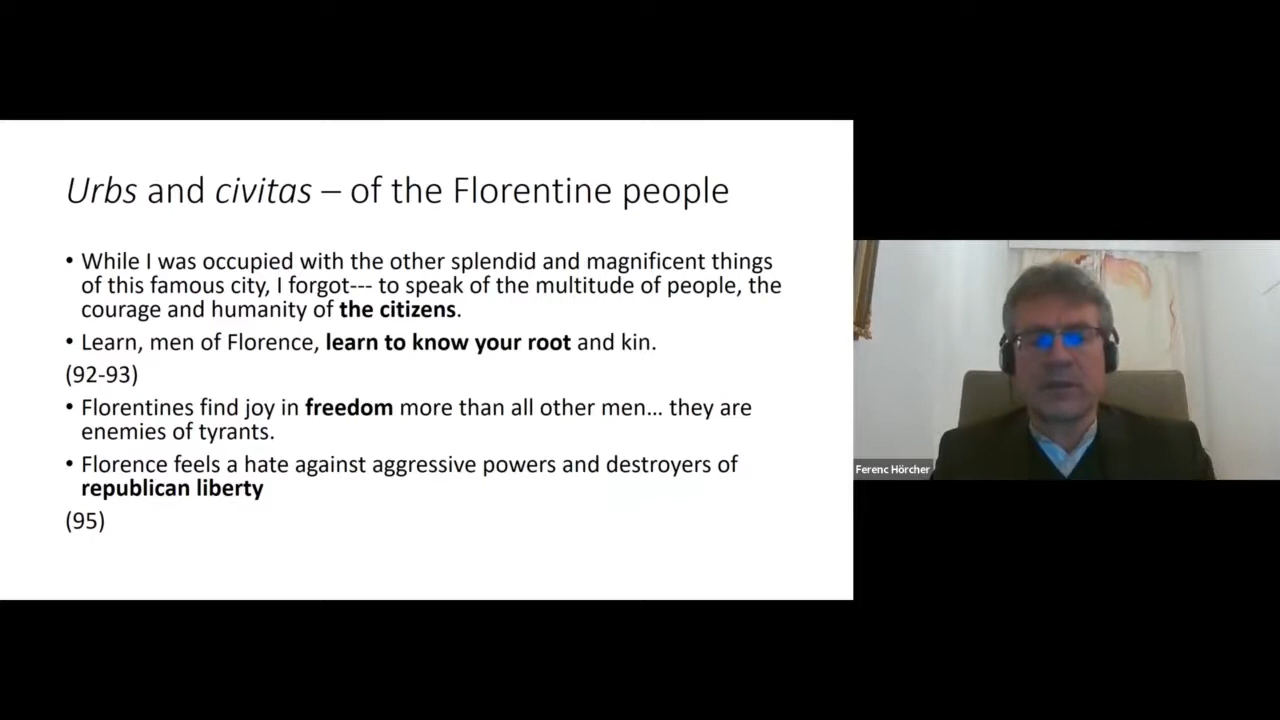 Urbs and civitas – of the Florentine people
• While I was occupied with the other splendid and magnificent things
of this famous city, I forgot--- to speak of the multitude of people, the
courage and humanity of the citizens.
• Learn, men of Florence, learn to know your root and kin.
(92-93)
• Florentines find joy in freedom more than all other men… they are
enemies of tyrants.
• Florence feels a hate against aggressive powers and destroyers of
republican liberty
(95)
Ferenc Hörcher